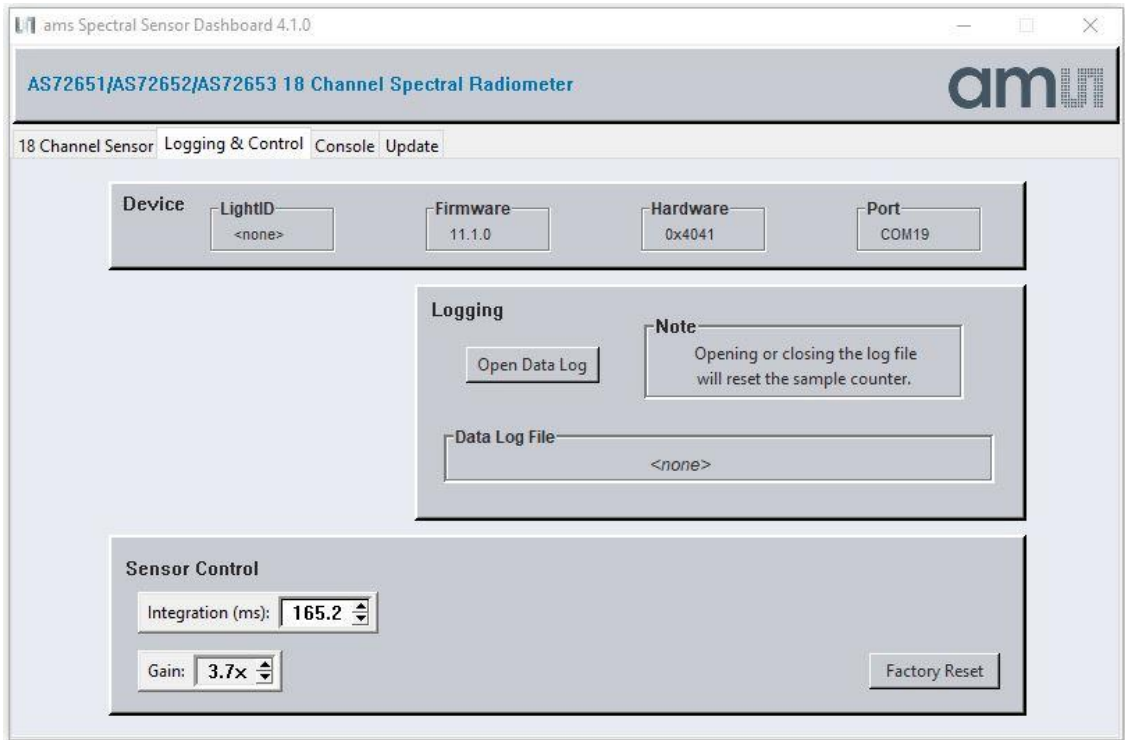 ams Spectral Sensor Dashboard 4.1.0
AS72651/AS72652/AS72653 18 Channel Spectral Radiometer
am
18 Channel Sensor Logging & Control Console Update
Device
LightID
<none>
Firmware
11.1.0
Hardware
0x4041
Port
COM19
Logging
Open Data Log
Note
Opening or closing the log file
will reset the sample counter.
Data Log File
<none>
Sensor Control
Integration (ms): 165.2
Gain: 3.7x
Factory Reset